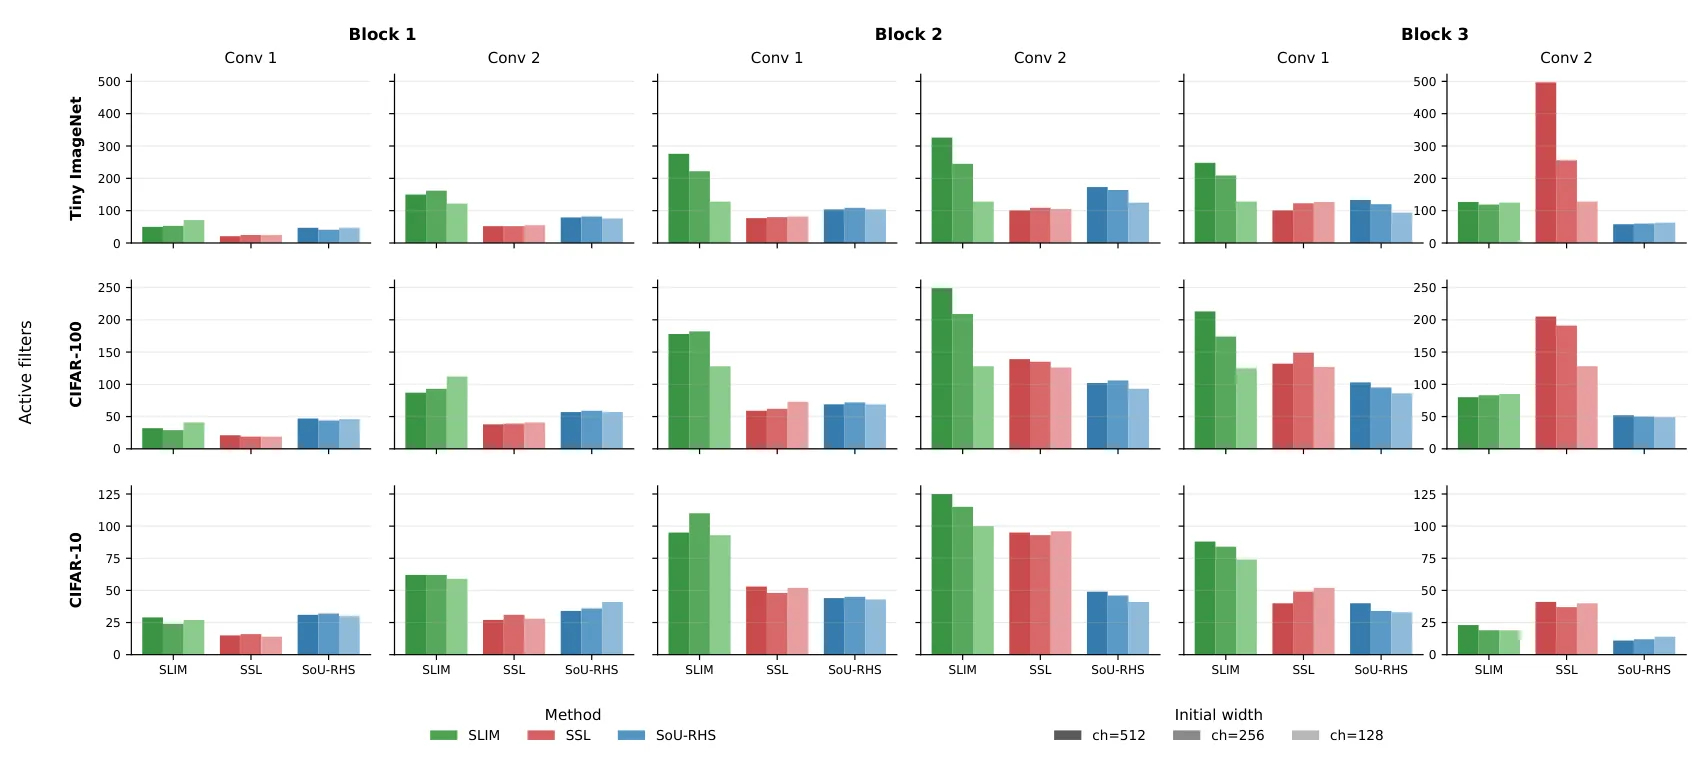 Block 1 Block 2 Block 3
Conv 1 Conv 2 Conv 1 Conv 2 Conv 1 Conv 2
Active filters
Tiny ImageNet
500 500
400 400
300 300
200 200
100 100
0 0
CIFAR-100
250 250
200 200
150 150
100 100
50 50
0 0
CIFAR-10
125 125
100 100
75 75
50 50
25 25
0 0
SLIM SSL SoU-RHS SLIM SSL SoU-RHS SLIM SSL SoU-RHS SLIM SSL SoU-RHS SLIM SSL SoU-RHS SLIM SSL SoU-RHS
Method Initial width
SLIM SSL SoU-RHS ch=512 ch=256 ch=128